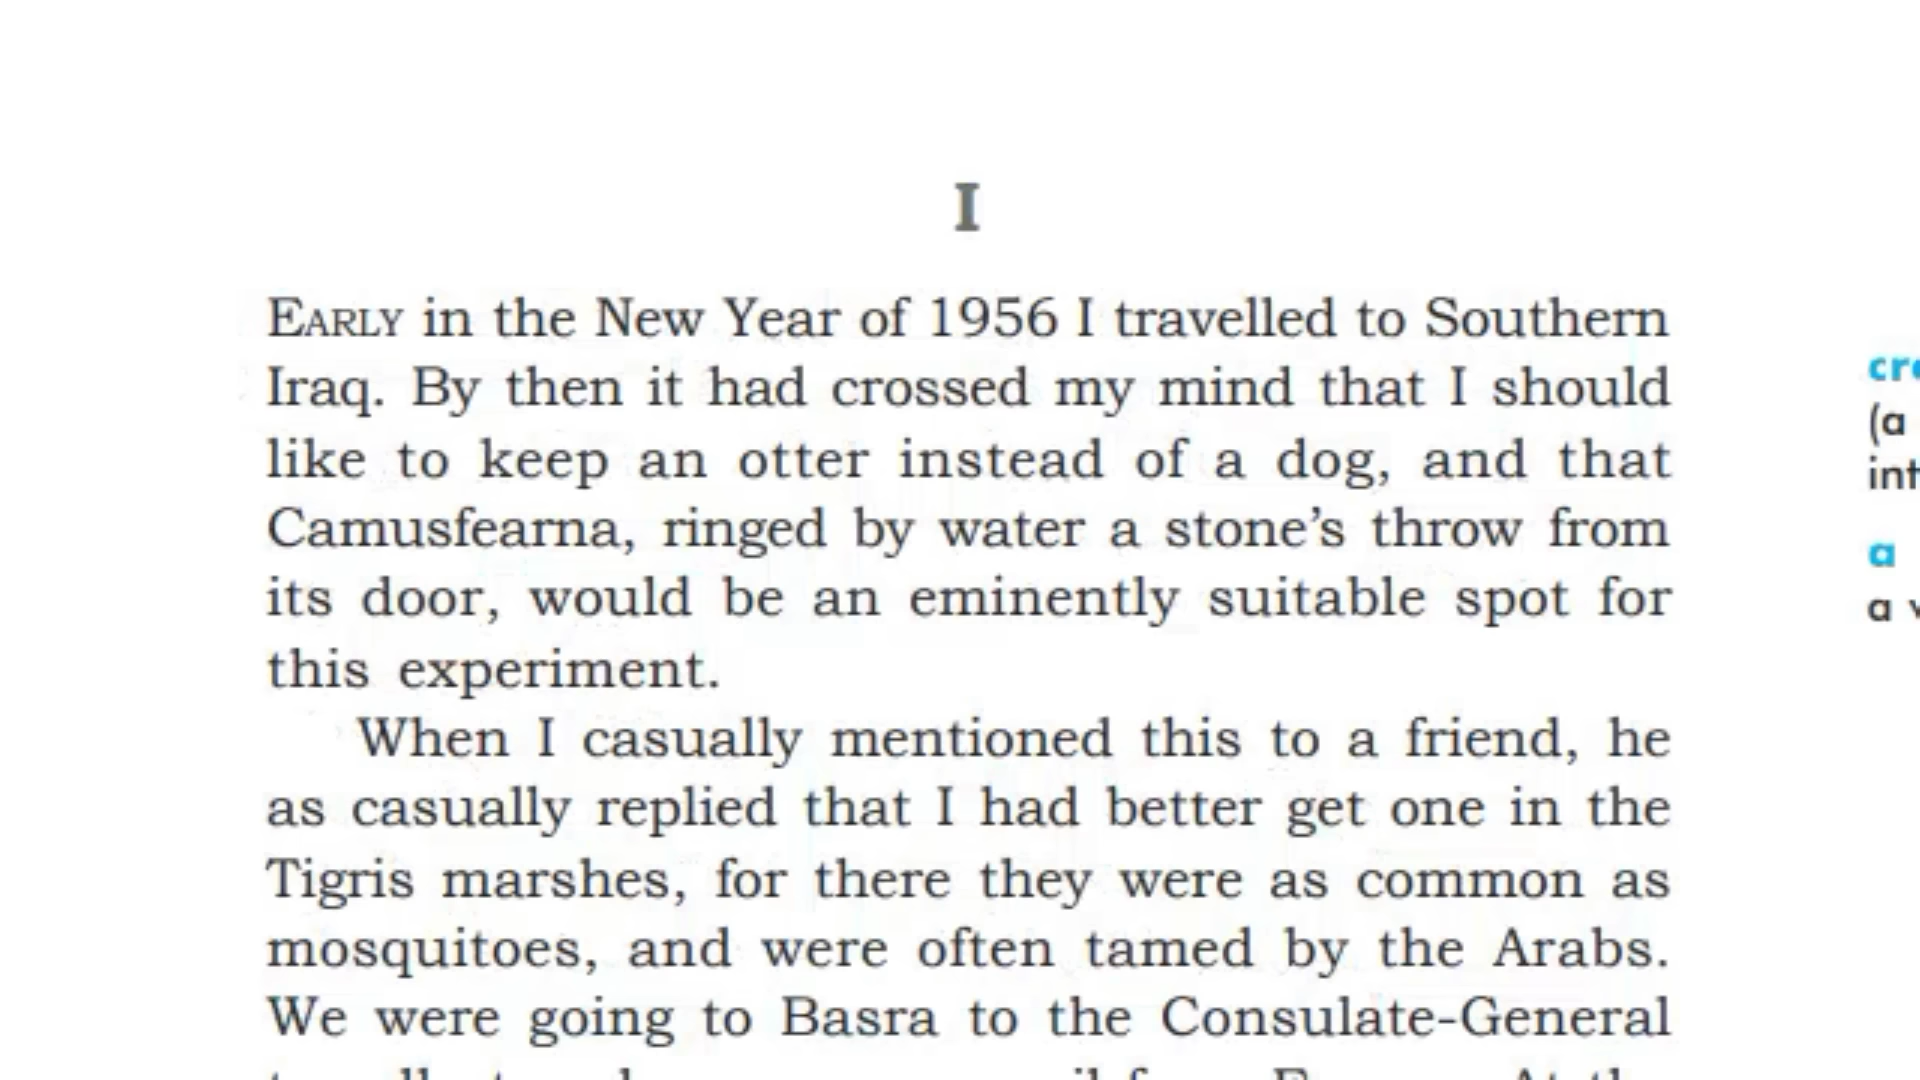 I
EARLY in the New Year of 1956 I travelled to Southern
Iraq. By then it had crossed my mind that I should
like to keep an otter instead of a dog, and that
Camusfearna, ringed by water a stone’s throw from
its door, would be an eminently suitable spot for
this experiment.
When I casually mentioned this to a friend, he
as casually replied that I had better get one in the
Tigris marshes, for there they were as common as
mosquitoes, and were often tamed by the Arabs.
We were going to Basra to the Consulate-General
(a
a
a